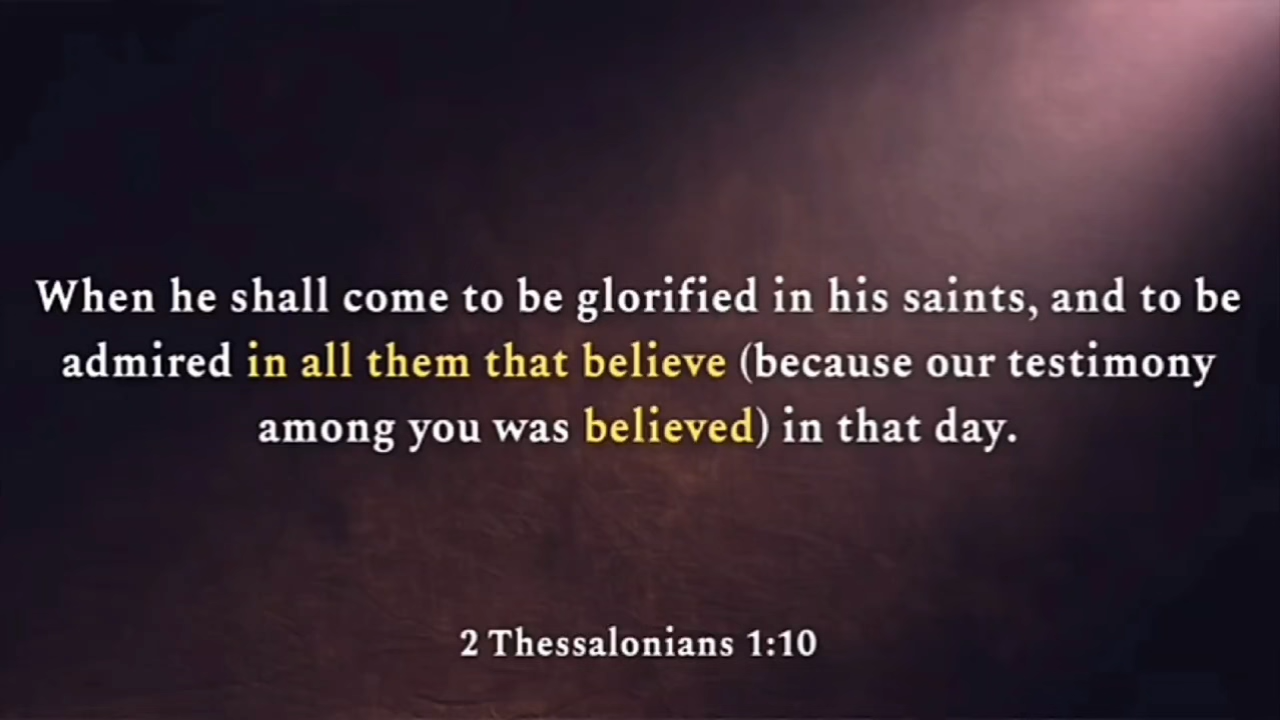 When he shall come to be glorified in his saints, and to be
admired in all them that believe (because our testimony
among you was believed) in that day.
2 Thessalonians 1:10